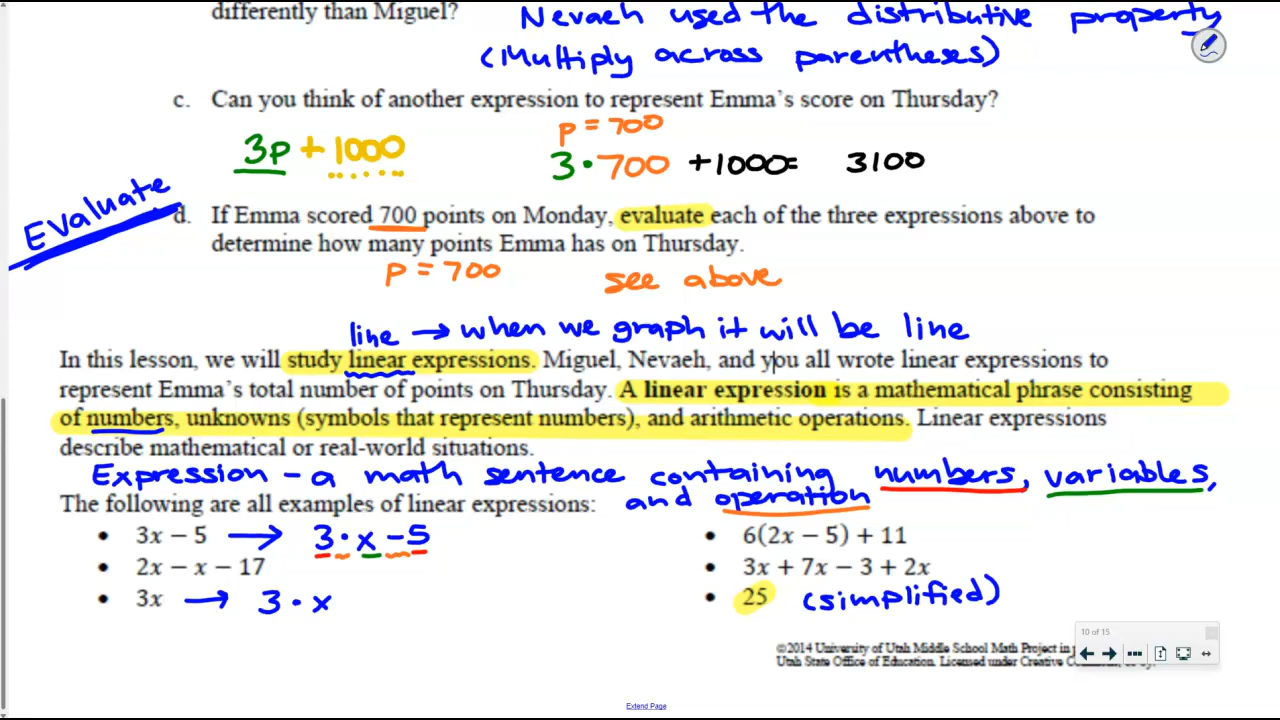 differently than Miguel?
Nevaeh used the distributive property
(Multiply across parentheses)
c. Can you think of another expression to represent Emma's score on Thursday?
p = 700
3p + 1000
3 · 700 + 1000 = 3100
Evaluate
d. If Emma scored 700 points on Monday, evaluate each of the three expressions above to
determine how many points Emma has on Thursday.
p = 700 see above
line → when we graph it will be line
In this lesson, we will study linear expressions. Miguel, Nevaeh, and you all wrote linear expressions to
represent Emma's total number of points on Thursday. A linear expression is a mathematical phrase consisting
of numbers, unknowns (symbols that represent numbers), and arithmetic operations. Linear expressions
describe mathematical or real-world situations.
Expression - a math sentence containing numbers, variables,
and operation
The following are all examples of linear expressions:
• 3x − 5 → 3 · x − 5
• 2x − x − 17
• 3x → 3 · x
• 6(2x − 5) + 11
• 3x + 7x − 3 + 2x
• 25 (simplified)
10 of 15
©2014 University of Utah Middle School Math Project in
Utah State Office of Education. Licensed under Creative
Extend Page